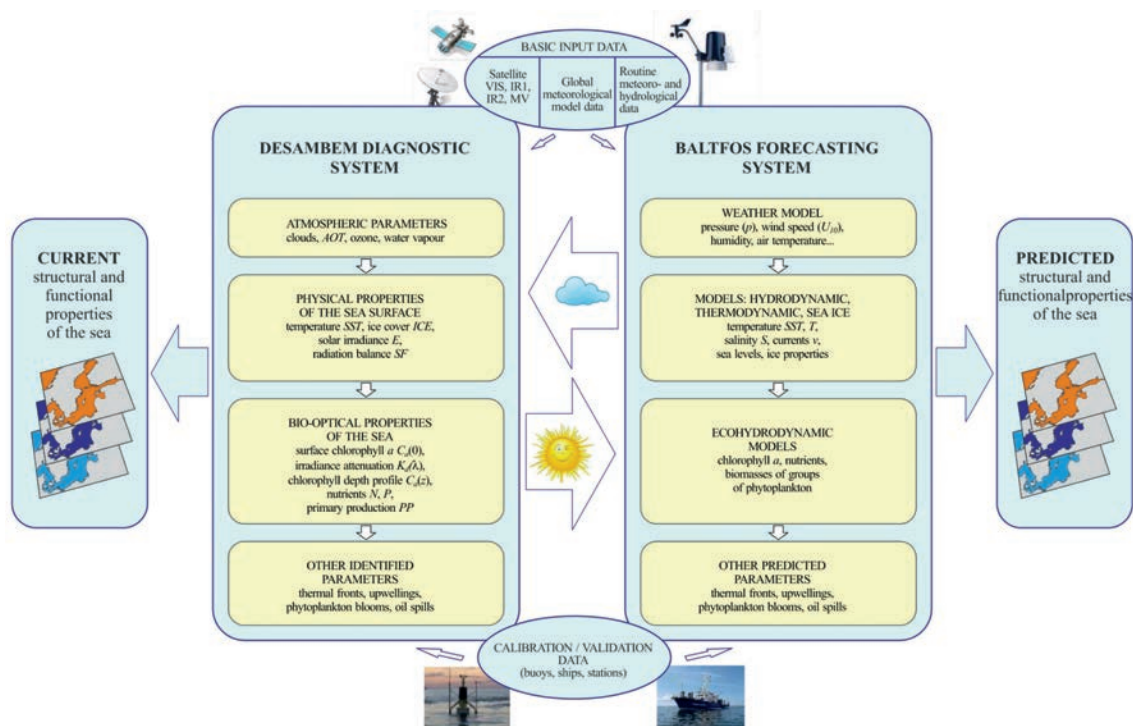 BASIC INPUT DATA
Satellite
VIS, IR1,
IR2, MV
Global
meteorological
model data
Routine
meteoro- and
hydrological
data
DESAMBEM DIAGNOSTIC
SYSTEM
ATMOSPHERIC PARAMETERS
clouds, AOT, ozone, water vapour
PHYSICAL PROPERTIES
OF THE SEA SURFACE
temperature SST, ice cover ICE,
solar irradiance E,
radiation balance SF
BIO-OPTICAL PROPERTIES
OF THE SEA
surface chlorophyll a Cₐ(0)
irradiance attenuation K_d(λ)
chlorophyll depth profile Cₐ(z),
nutrients N, P,
primary production PP
OTHER IDENTIFIED
PARAMETERS
thermal fronts, upwellings,
phytoplankton blooms, oil spills
BALTFOS FORECASTING
SYSTEM
WEATHER MODEL
pressure (p), wind speed (U₁₀),
humidity, air temperature...
MODELS: HYDRODYNAMIC,
THERMODYNAMIC, SEA ICE
temperature SST, T,
salinity S, currents v,
sea levels, ice properties
ECOHYDRODYNAMIC
MODELS
chlorophyll a, nutrients,
biomasses of groups
of phytoplankton
OTHER PREDICTED
PARAMETERS
thermal fronts, upwellings,
phytoplankton blooms, oil spills
CURRENT
structural and
functional
properties
of the sea
PREDICTED
structural and
functionalproperties
of the sea
CALIBRATION / VALIDATION
DATA
(buoys, ships, stations)